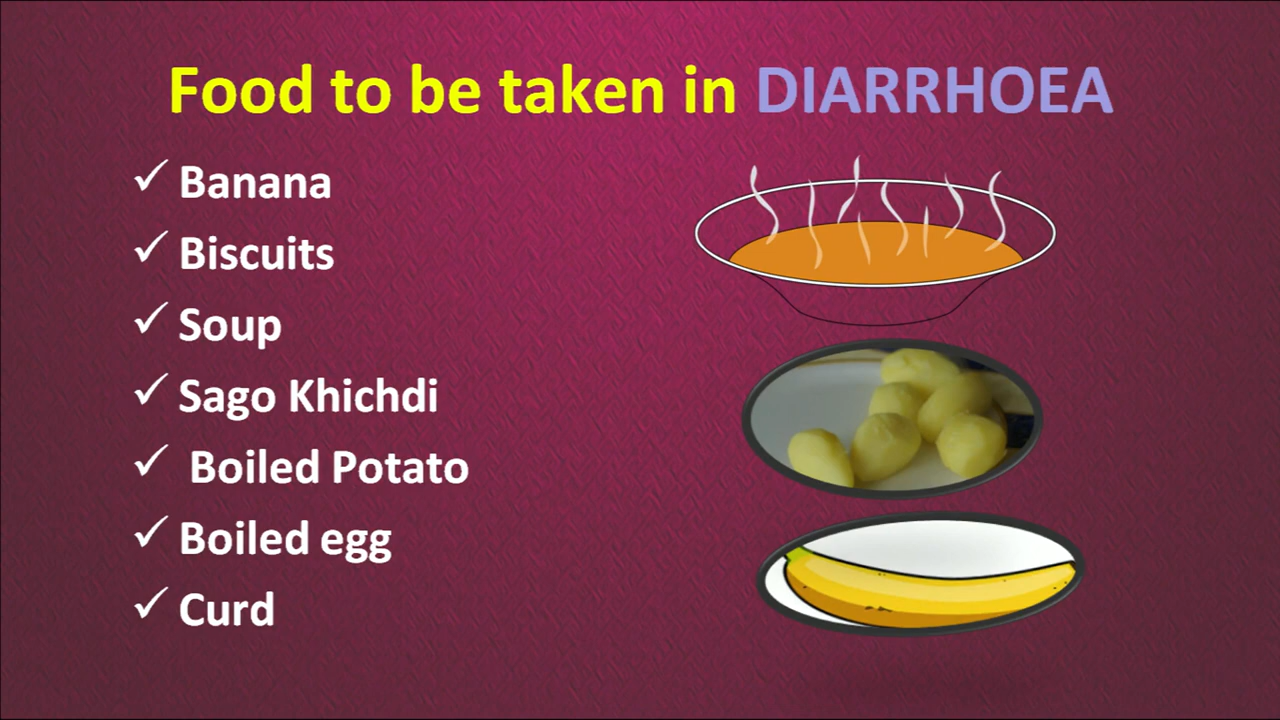 Food to be taken in DIARRHOEA
✓ Banana
✓ Biscuits
✓ Soup
✓ Sago Khichdi
✓ Boiled Potato
✓ Boiled egg
✓ Curd